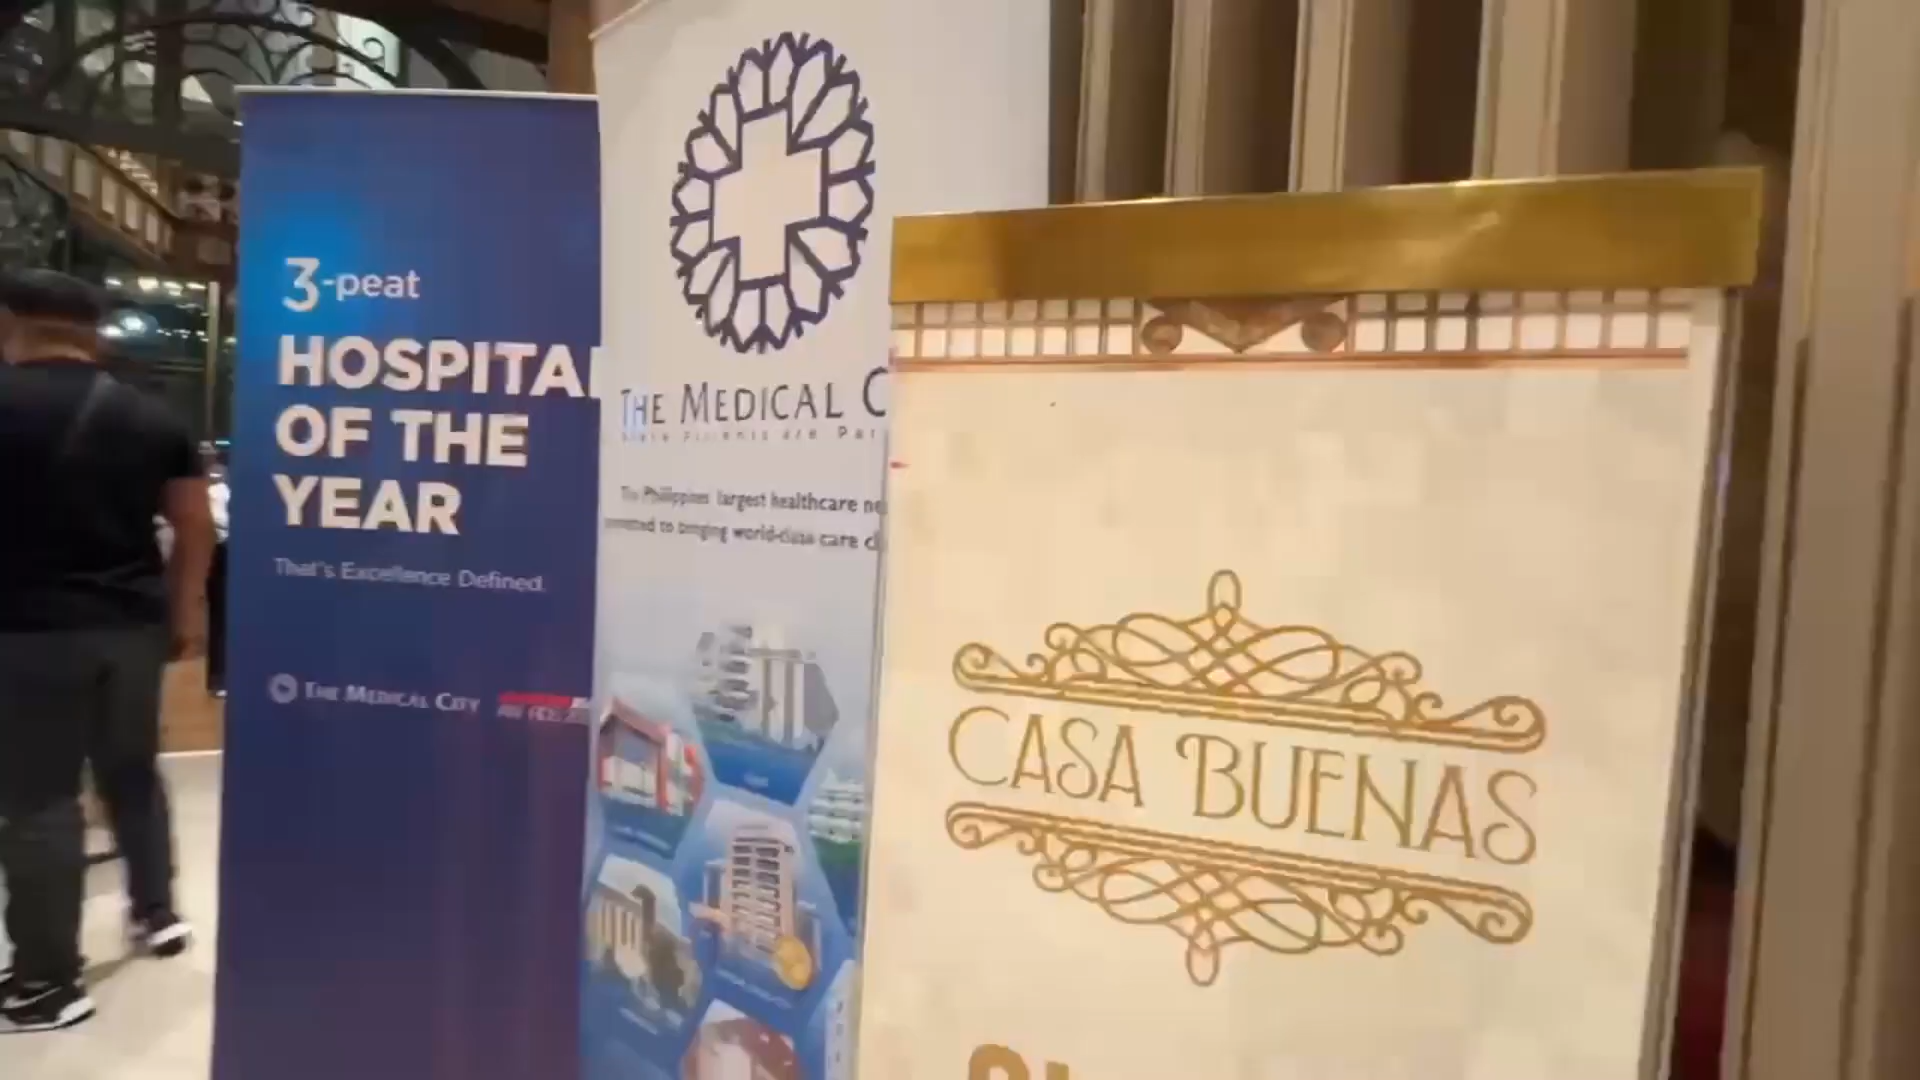 3-peat
HOSPITAL
OF THE
YEAR
That's Excellence Defined.
THE MEDICAL CITY
THE MEDICAL C
The Philippines' largest healthcare ne
to bringing world-class care
CASA BUENAS